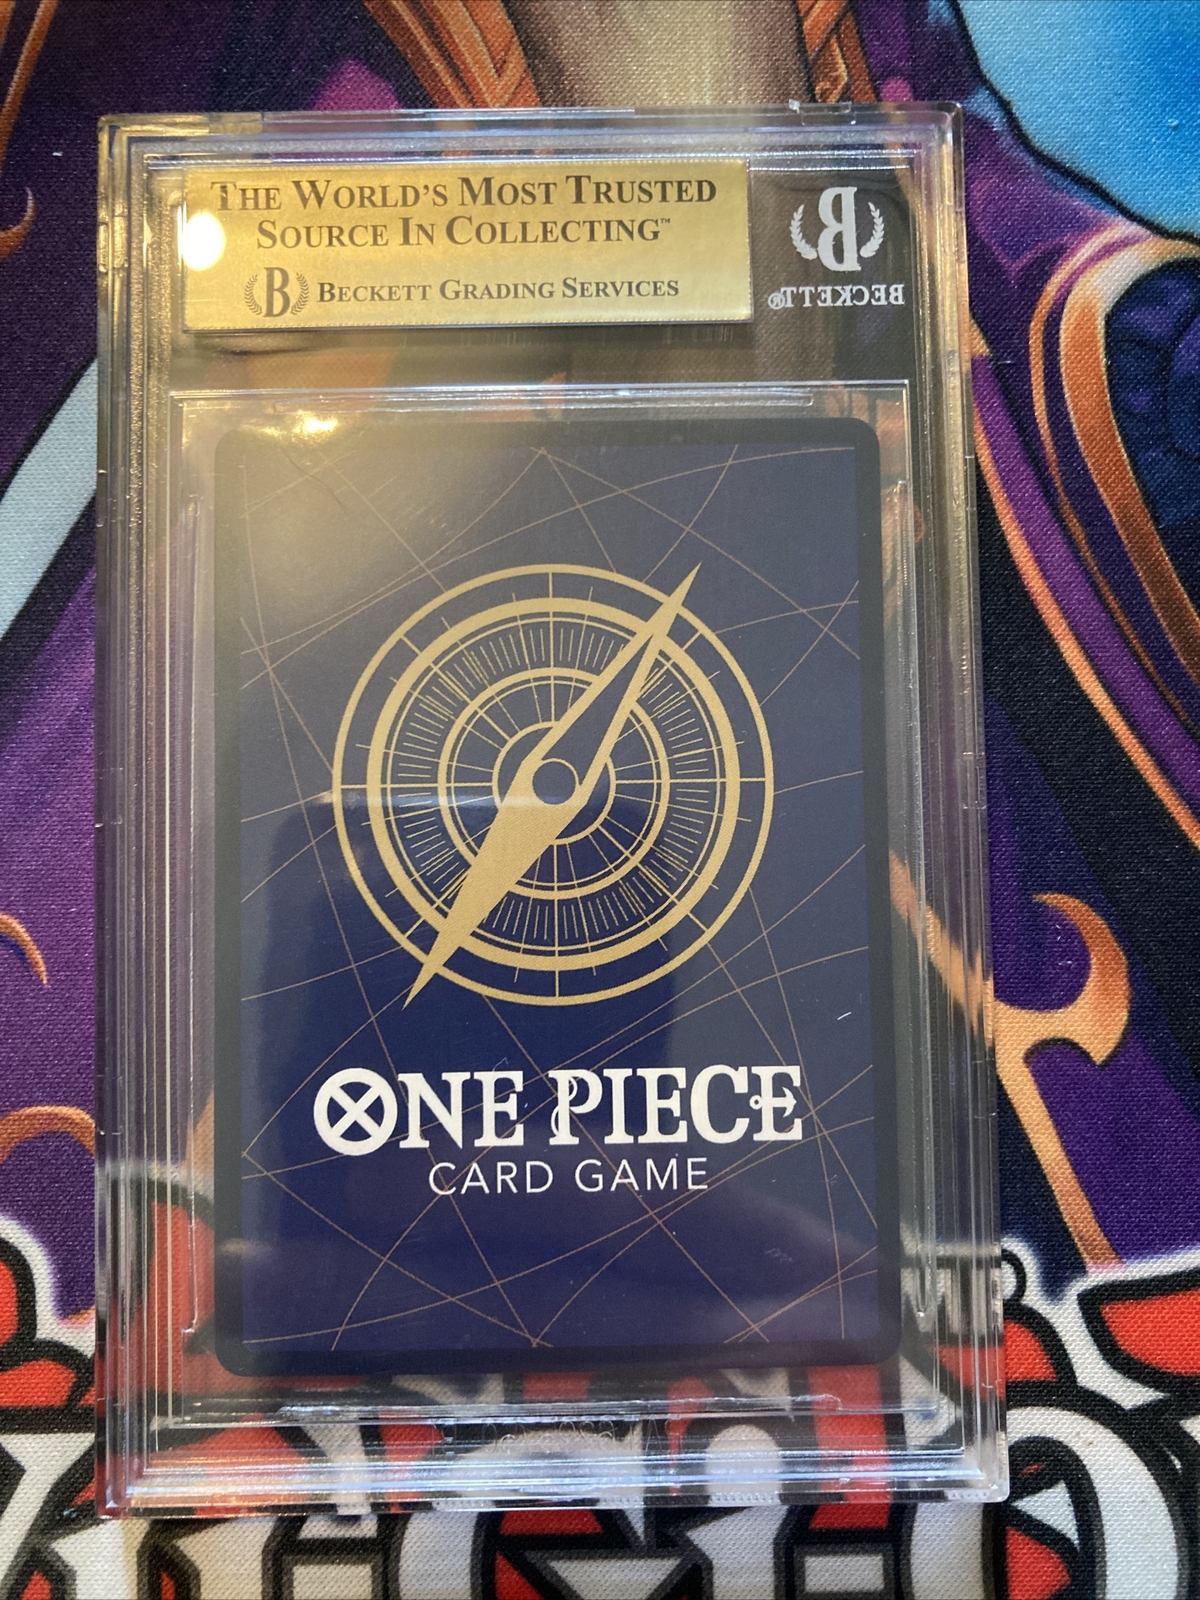 THE WORLD'S MOST TRUSTED
SOURCE IN COLLECTING™
B BECKETT GRADING SERVICES
B
BECKETT®
ONE PIECE
CARD GAME